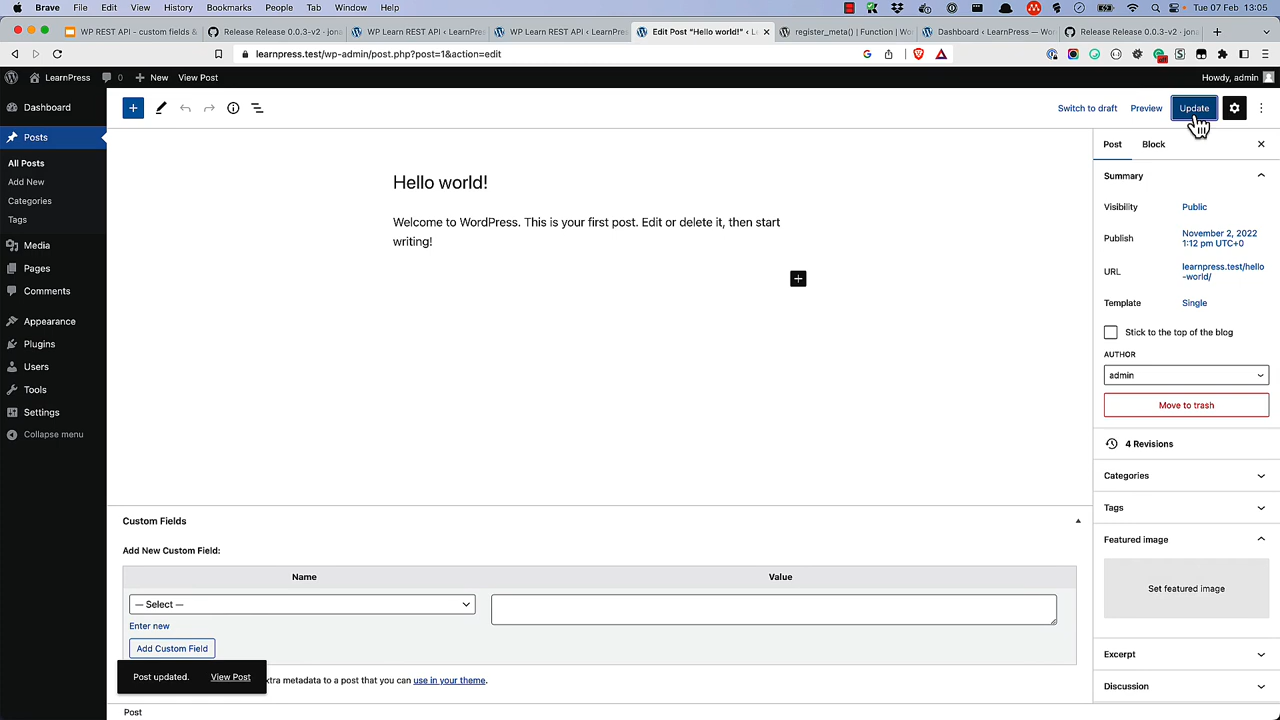 Brave File Edit View History Bookmarks People Tab Window Help Tue 07 Feb 13:05
WP REST API - custom fields & Release Release 0.0.3-v2 · jona WP Learn REST API ‹ LearnPress WP Learn REST API ‹ LearnPres Edit Post "Hello world!" ‹ L register_meta() | Function | Wo Dashboard ‹ LearnPress — Wo Release Release 0.0.3-v2 · jona
learnpress.test/wp-admin/post.php?post=1&action=edit
LearnPress 0 New View Post Howdy, admin
Dashboard
Posts
All Posts
Add New
Categories
Tags
Media
Pages
Comments
Appearance
Plugins
Users
Tools
Settings
Collapse menu
Switch to draft Preview Update
Hello world!
Welcome to WordPress. This is your first post. Edit or delete it, then start
writing!
Post Block
Summary
Visibility Public
Publish November 2, 2022
1:12 pm UTC+0
URL learnpress.test/hello
-world/
Template Single
Stick to the top of the blog
AUTHOR
admin
Move to trash
4 Revisions
Categories
Tags
Featured image
Set featured image
Excerpt
Discussion
Custom Fields
Add New Custom Field:
Name Value
— Select —
Enter new
Add Custom Field
Post updated. View Post
xtra metadata to a post that you can use in your theme.
Post